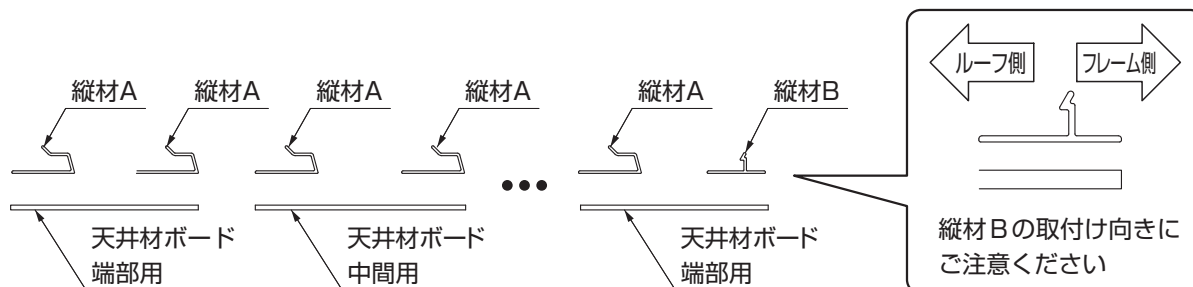 縦材A
縦材A
縦材A
縦材A
縦材A
縦材B
天井材ボード
端部用
天井材ボード
中間用
天井材ボード
端部用
ルーフ側
フレーム側
縦材Bの取付け向きに
ご注意ください